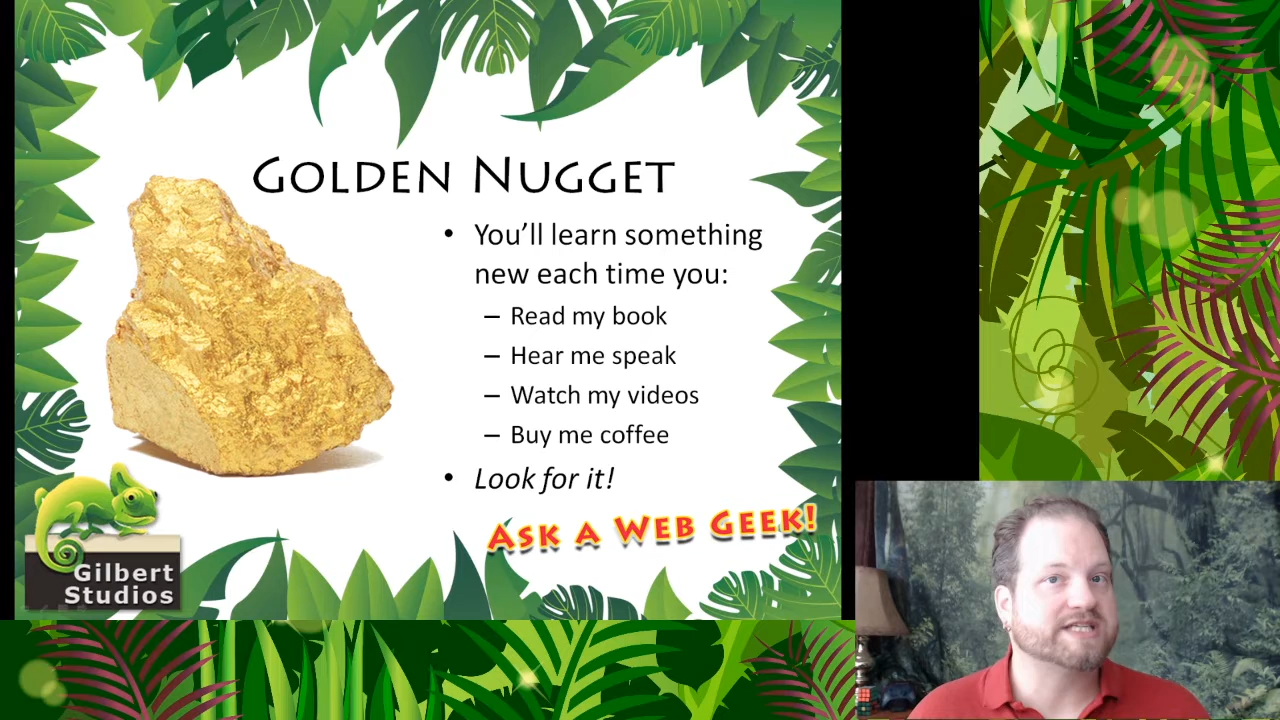 Golden Nugget
• You’ll learn something
new each time you:
– Read my book
– Hear me speak
– Watch my videos
– Buy me coffee
• Look for it!
Ask a Web Geek!
Gilbert
Studios